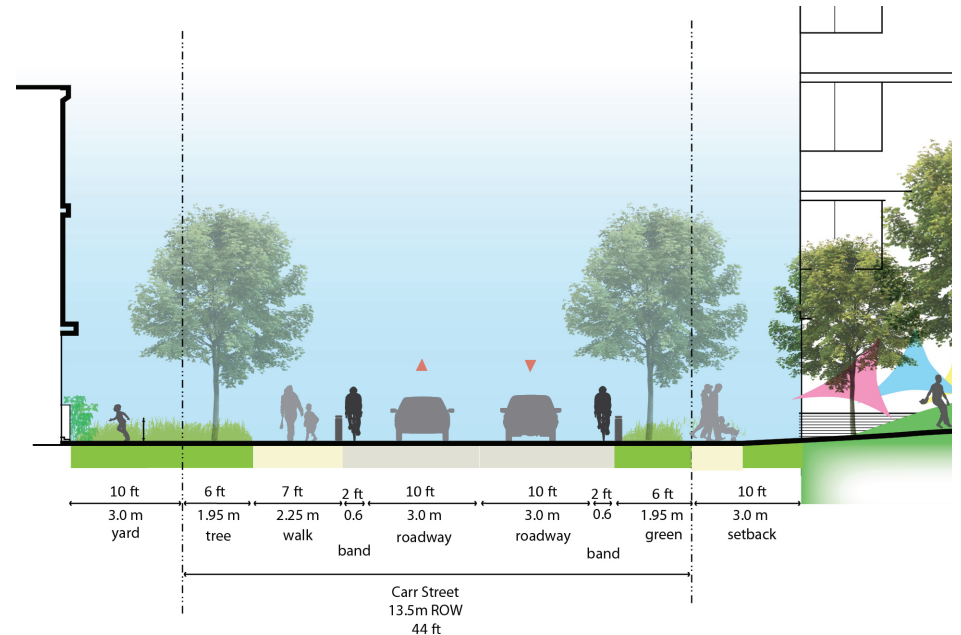 10 ft 6 ft 7 ft 2 ft 10 ft 10 ft 2 ft 6 ft 10 ft
3.0 m 1.95 m 2.25 m 0.6 3.0 m 3.0 m 0.6 1.95 m 3.0 m
yard tree walk roadway roadway green setback
band band
Carr Street
13.5m ROW
44 ft